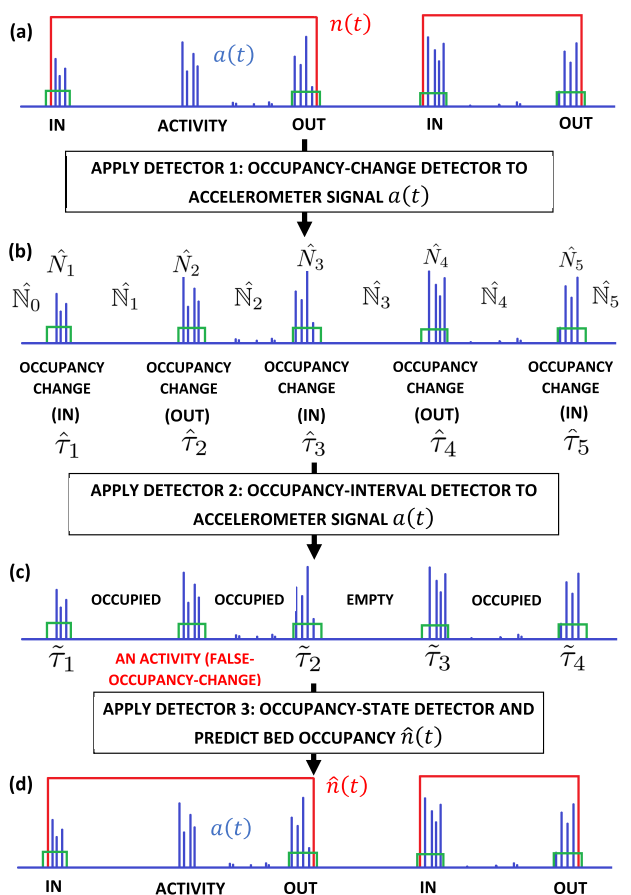 (a) a(t) n(t)
IN ACTIVITY OUT IN OUT
APPLY DETECTOR 1: OCCUPANCY-CHANGE DETECTOR TO
ACCELEROMETER SIGNAL a(t)
(b)
N̂₁ N̂₂ N̂₃ N̂₄ N̂₅
ℕ̂₀ ℕ̂₁ ℕ̂₂ ℕ̂₃ ℕ̂₄ ℕ̂₅
OCCUPANCY OCCUPANCY OCCUPANCY OCCUPANCY OCCUPANCY
CHANGE CHANGE CHANGE CHANGE CHANGE
(IN) (OUT) (IN) (OUT) (IN)
τ̂₁ τ̂₂ τ̂₃ τ̂₄ τ̂₅
APPLY DETECTOR 2: OCCUPANCY-INTERVAL DETECTOR TO
ACCELEROMETER SIGNAL a(t)
(c)
OCCUPIED OCCUPIED EMPTY OCCUPIED
τ̃₁ τ̃₂ τ̃₃ τ̃₄
AN ACTIVITY (FALSE-
OCCUPANCY-CHANGE)
APPLY DETECTOR 3: OCCUPANCY-STATE DETECTOR AND
PREDICT BED OCCUPANCY n̂(t)
(d) a(t) n̂(t)
IN ACTIVITY OUT IN OUT